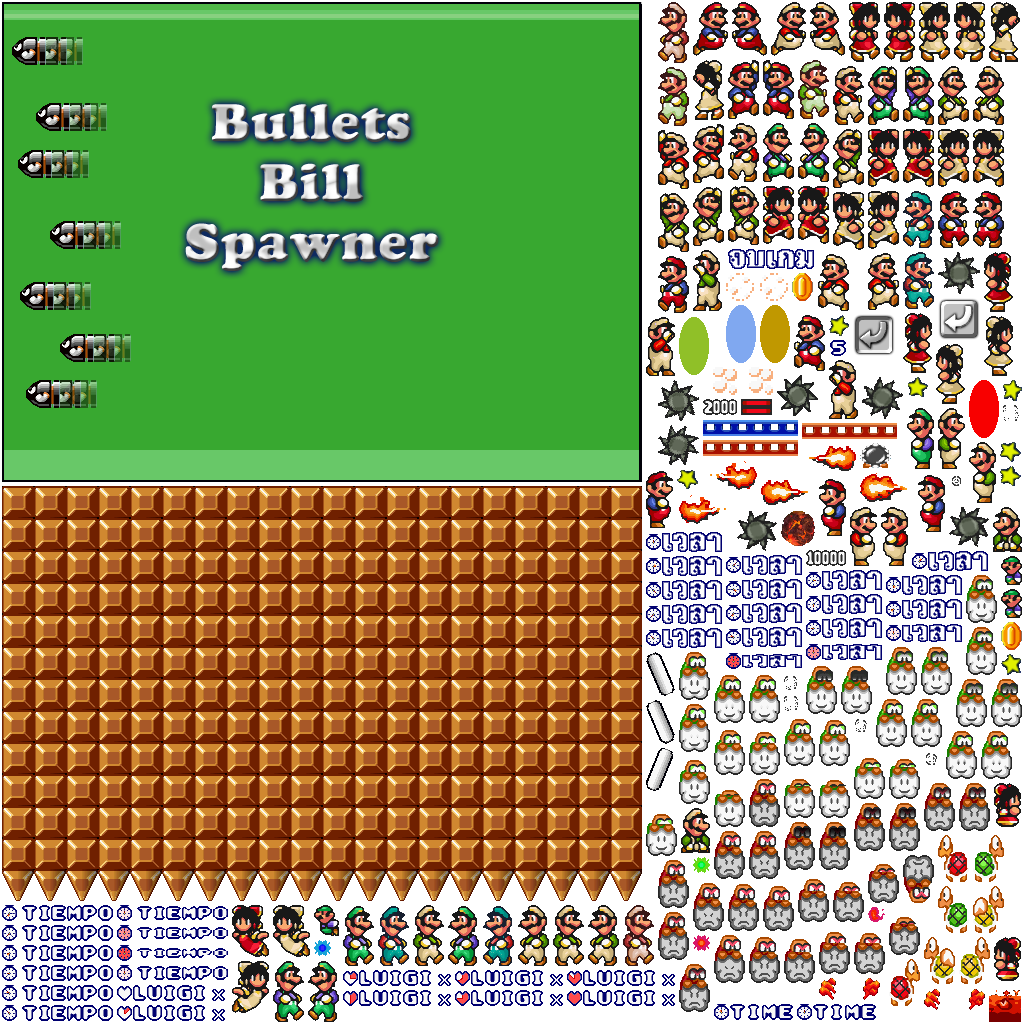 Bullets
Bill
Spawner
จบเกม
S
2000
เวลา
เวลา เวลา 10000 เวลา
เวลา เวลา เวลา เวลา
เวลา เวลา เวลา เวลา
เวลา เวลา เวลา เวลา
เวลา เวลา
TIEMPO TIEMPO
TIEMPO TIEMPO
TIEMPO TIEMPO
TIEMPO TIEMPO
LUIGI x LUIGI x LUIGI x
TIEMPO LUIGI x
LUIGI x LUIGI x LUIGI x
TIEMPO LUIGI x
TIME TIME